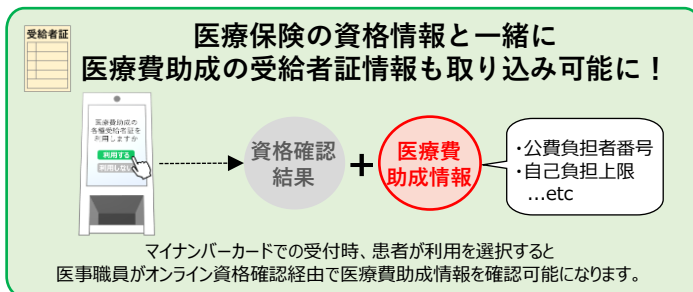 受給者証
医療保険の資格情報と一緒に
医療費助成の受給者証情報も取り込み可能に！
医療費助成の
各種受給者証を
利用しますか
利用する
利用しない
資格確認
結果
+
医療費
助成情報
・公費負担者番号
・自己負担上限
...etc
マイナンバーカードでの受付時、患者が利用を選択すると
医事職員がオンライン資格確認経由で医療費助成情報を確認可能になります。